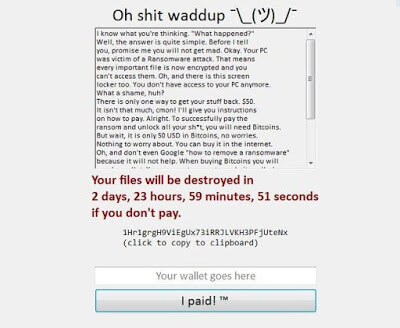 Oh shit waddup ¯\_(ツ)_/¯
I know what you're thinking. "What happened?"
Well, the answer is quite simple. Before I tell
you, promise me you will not get mad. Okay. Your PC
was victim of a Ransomware attack. That means
every important file is now encrypted and you
can't access them. Oh, and there is this screen
locker too. You don't have access to your PC anymore.
What a shame, huh?
There is only one way to get your stuff back. $50.
It isn't that much, cmon! I'll give you instructions
on how to pay. Alright. To successfully pay the
ransom and unlock all your sh*t, you will need Bitcoins.
But wait, it is only 50 USD in Bitcoins, no worries.
Nothing to worry about. You can buy it in the internet.
Oh, and don't even Google "how to remove a ransomware"
because it will not help. When buying Bitcoins you will
Your files will be destroyed in
2 days, 23 hours, 59 minutes, 51 seconds
if you don't pay.
1Hr1grgH9ViEgUx73iRRJLVKH3PFjUteNx
(click to copy to clipboard)
Your wallet goes here
I paid! ™